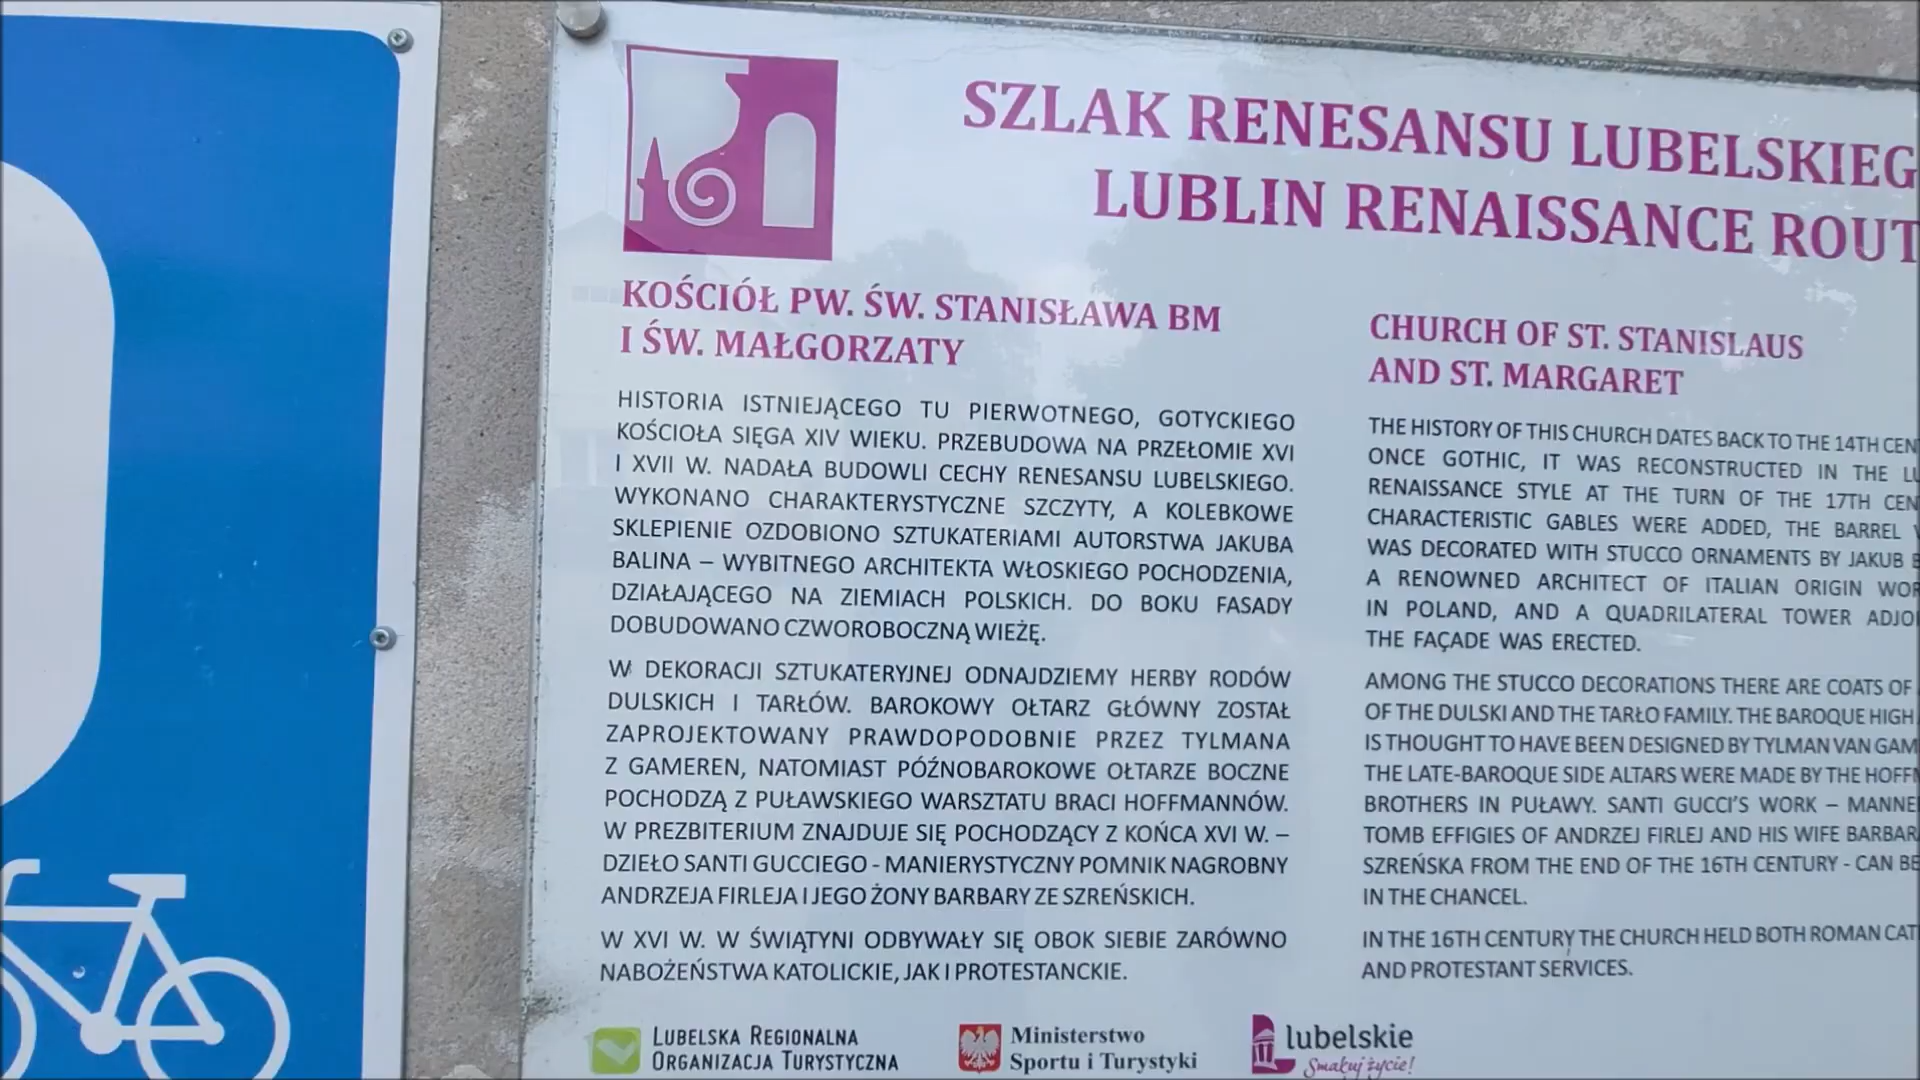 SZLAK RENESANSU LUBELSKIEG
LUBLIN RENAISSANCE ROUT
KOŚCIÓŁ PW. ŚW. STANISŁAWA BM
I ŚW. MAŁGORZATY
HISTORIA ISTNIEJĄCEGO TU PIERWOTNEGO, GOTYCKIEGO
KOŚCIOŁA SIĘGA XIV WIEKU. PRZEBUDOWA NA PRZEŁOMIE XVI
I XVII W. NADAŁA BUDOWLI CECHY RENESANSU LUBELSKIEGO.
WYKONANO CHARAKTERYSTYCZNE SZCZYTY, A KOLEBKOWE
SKLEPIENIE OZDOBIONO SZTUKATERIAMI AUTORSTWA JAKUBA
BALINA – WYBITNEGO ARCHITEKTA WŁOSKIEGO POCHODZENIA,
DZIAŁAJĄCEGO NA ZIEMIACH POLSKICH. DO BOKU FASADY
DOBUDOWANO CZWOROBOCZNĄ WIEŻĘ.
W DEKORACJI SZTUKATERYJNEJ ODNAJDZIEMY HERBY RODÓW
DULSKICH I TARŁÓW. BAROKOWY OŁTARZ GŁÓWNY ZOSTAŁ
ZAPROJEKTOWANY PRAWDOPODOBNIE PRZEZ TYLMANA
Z GAMEREN, NATOMIAST PÓŹNOBAROKOWE OŁTARZE BOCZNE
POCHODZĄ Z PUŁAWSKIEGO WARSZTATU BRACI HOFFMANNÓW.
W PREZBITERIUM ZNAJDUJE SIĘ POCHODZĄCY Z KOŃCA XVI W. –
DZIEŁO SANTI GUCCIEGO - MANIERYSTYCZNY POMNIK NAGROBNY
ANDRZEJA FIRLEJA I JEGO ŻONY BARBARY ZE SZREŃSKICH.
W XVI W. W ŚWIĄTYNI ODBYWAŁY SIĘ OBOK SIEBIE ZARÓWNO
NABOŻEŃSTWA KATOLICKIE, JAK I PROTESTANCKIE.
CHURCH OF ST. STANISLAUS
AND ST. MARGARET
THE HISTORY OF THIS CHURCH DATES BACK TO THE 14TH CEN
ONCE GOTHIC, IT WAS RECONSTRUCTED IN THE LU
RENAISSANCE STYLE AT THE TURN OF THE 17TH CEN
CHARACTERISTIC GABLES WERE ADDED, THE BARREL
WAS DECORATED WITH STUCCO ORNAMENTS BY JAKUB
A RENOWNED ARCHITECT OF ITALIAN ORIGIN WOR
IN POLAND, AND A QUADRILATERAL TOWER ADJOI
THE FAÇADE WAS ERECTED.
AMONG THE STUCCO DECORATIONS THERE ARE COATS OF
OF THE DULSKI AND THE TARŁO FAMILY. THE BAROQUE HIGH
IS THOUGHT TO HAVE BEEN DESIGNED BY TYLMAN VAN GAM
THE LATE-BAROQUE SIDE ALTARS WERE MADE BY THE HOFFM
BROTHERS IN PUŁAWY. SANTI GUCCI'S WORK – MANNE
TOMB EFFIGIES OF ANDRZEJ FIRLEJ AND HIS WIFE BARBAR
SZREŃSKA FROM THE END OF THE 16TH CENTURY - CAN BE
IN THE CHANCEL.
IN THE 16TH CENTURY THE CHURCH HELD BOTH ROMAN CAT
AND PROTESTANT SERVICES.
LUBELSKA REGIONALNA
ORGANIZACJA TURYSTYCZNA
Ministerstwo
Sportu i Turystyki
lubelskie
Smakuj życie!